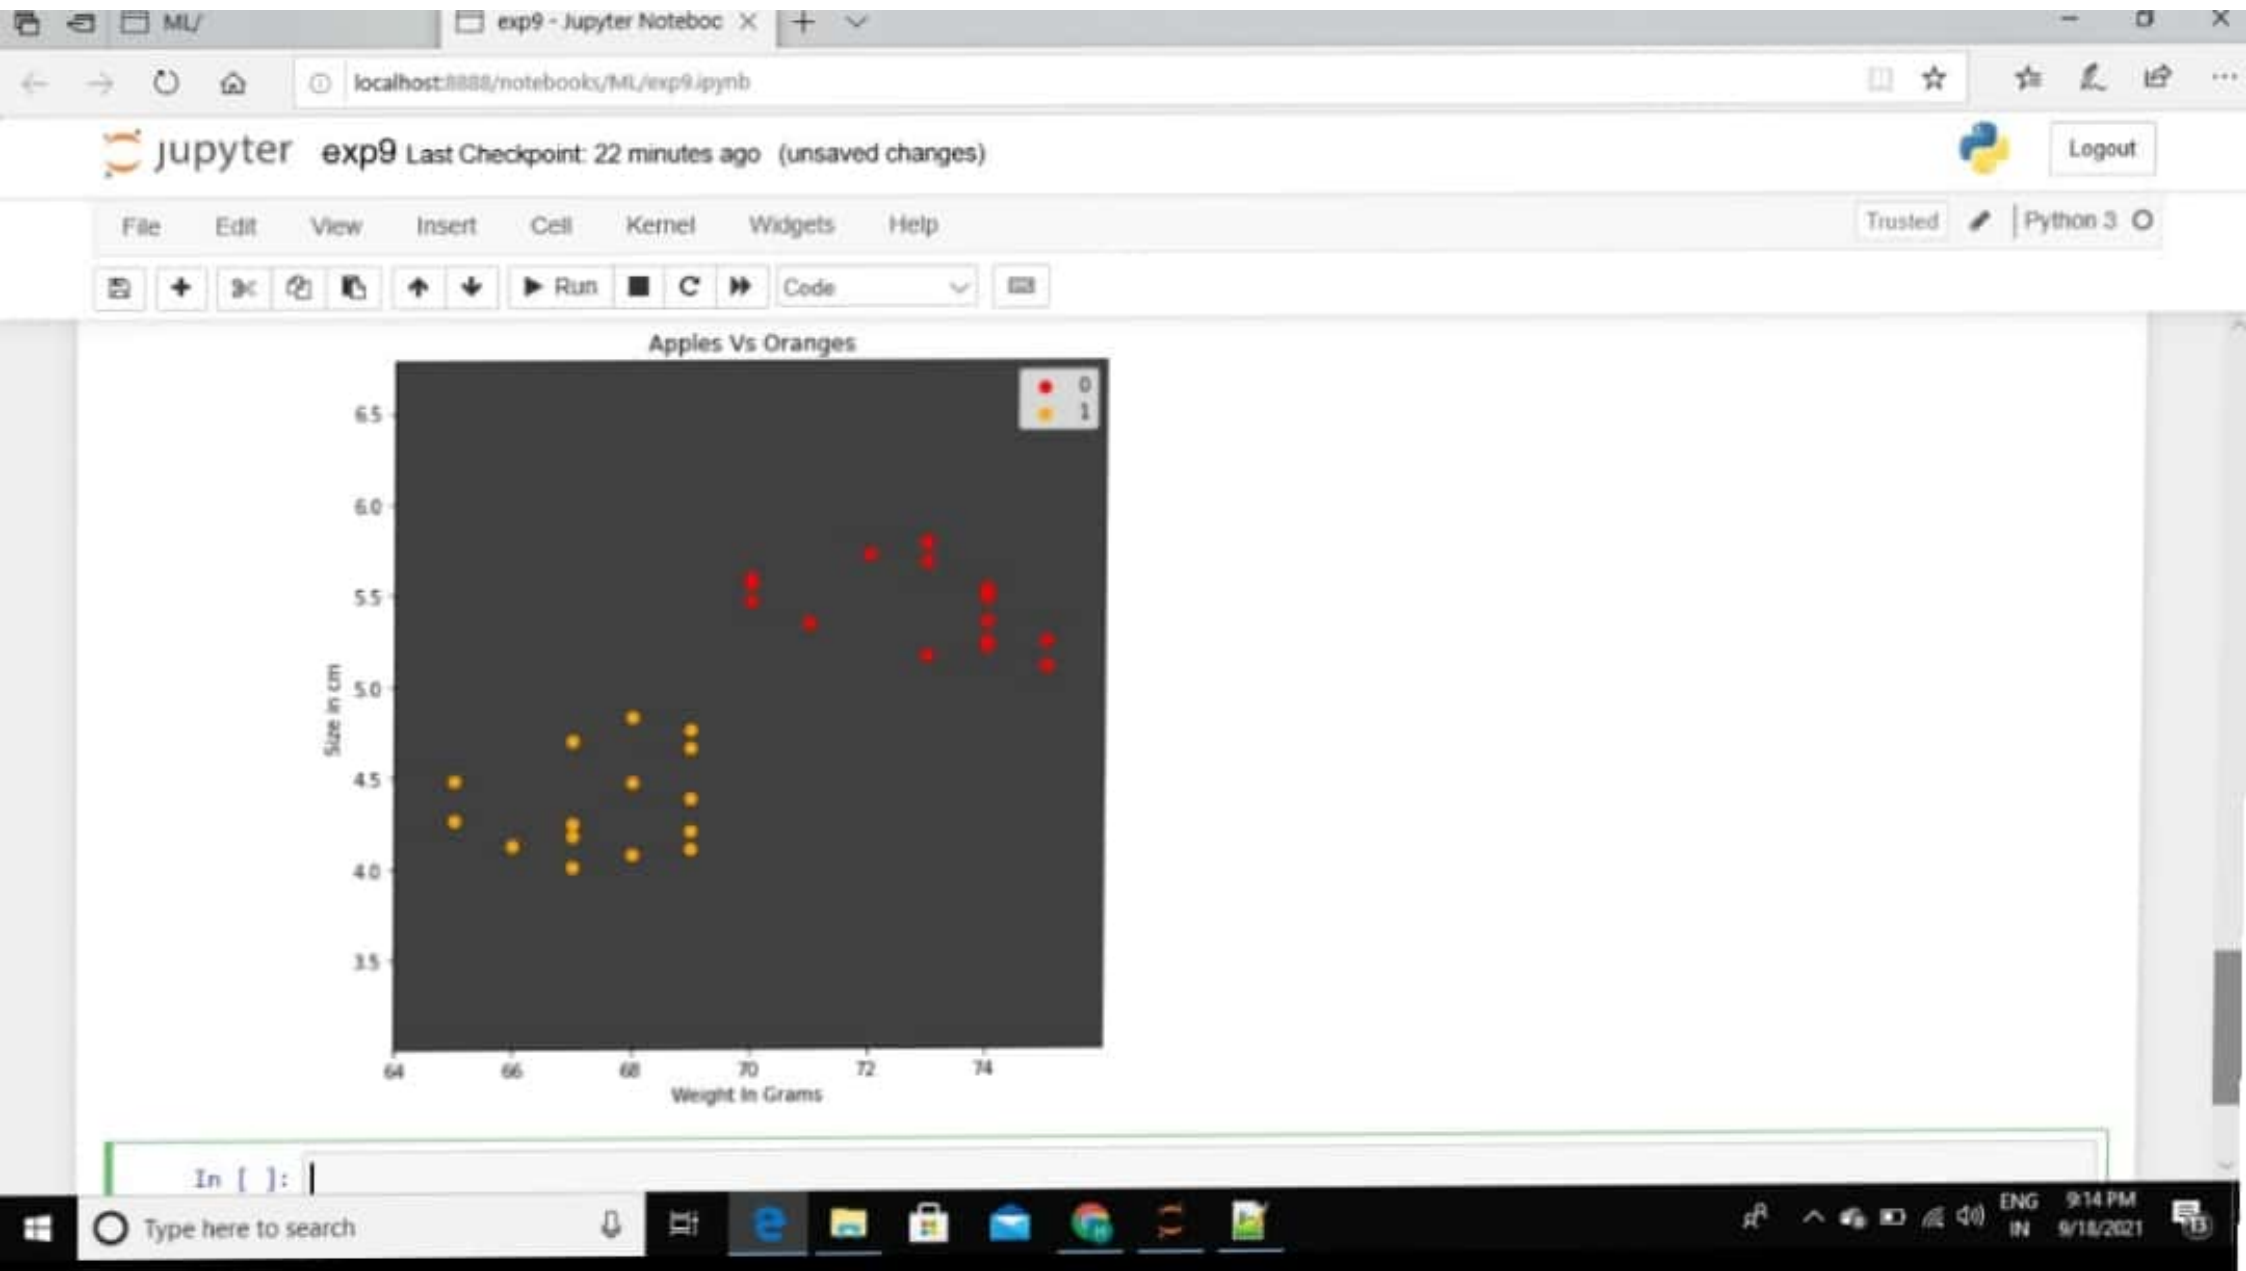 ML/
exp9 - Jupyter Noteboc
localhost:8888/notebooks/ML/exp9.ipynb
jupyter exp9 Last Checkpoint: 22 minutes ago (unsaved changes)
Logout
File Edit View Insert Cell Kernel Widgets Help
Trusted Python 3
Run Code
Apples Vs Oranges
0
1
6.5
6.0
5.5
5.0
4.5
4.0
3.5
Size in cm
64 66 68 70 72 74
Weight In Grams
In [ ]:
Type here to search
ENG
IN
9:14 PM
9/18/2021
13